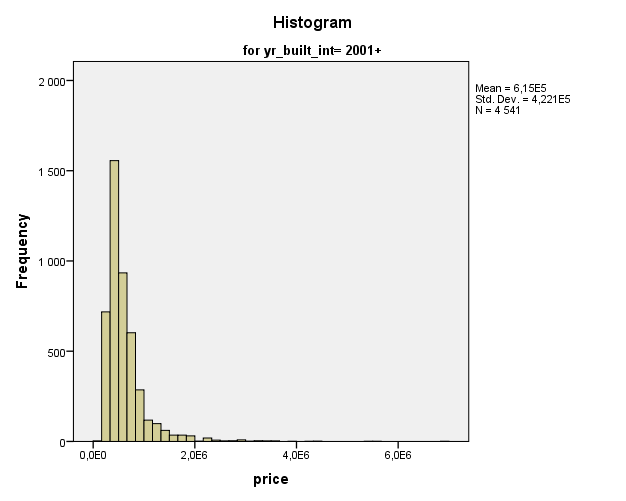 Histogram
for yr_built_int= 2001+
Mean = 6,15E5
Std. Dev. = 4,221E5
N = 4 541
2 000
1 500
1 000
500
0
Frequency
0,0E0 2,0E6 4,0E6 6,0E6
price